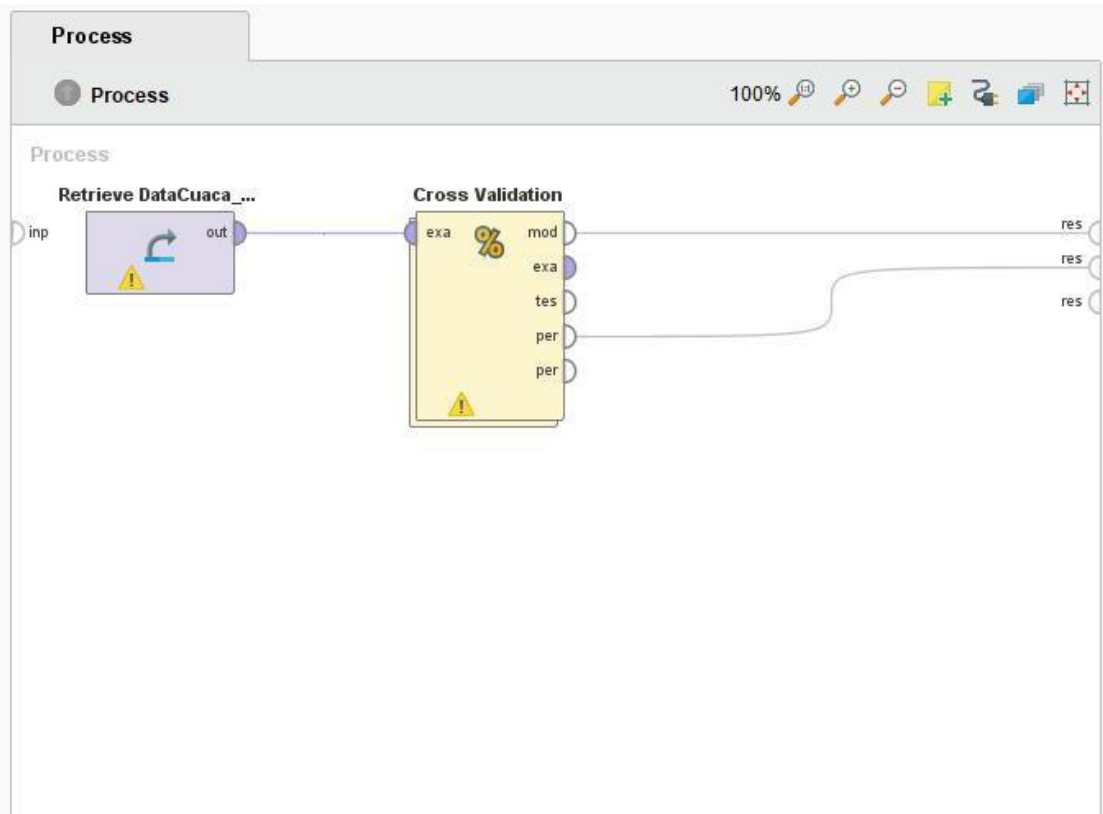 Process
Process
100%
Process
Retrieve DataCuaca_...
Cross Validation
inp
out
exa
mod
exa
tes
per
per
res
res
res